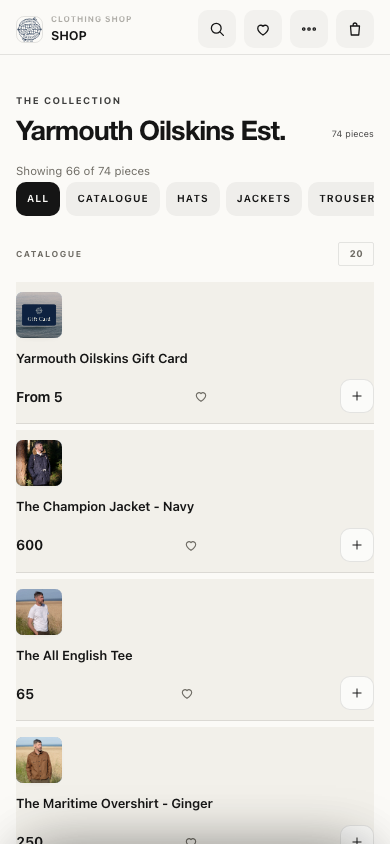 CLOTHING SHOP
SHOP
THE COLLECTION
Yarmouth Oilskins Est.
74 pieces
Showing 66 of 74 pieces
ALL
CATALOGUE
HATS
JACKETS
TROUSER
CATALOGUE
20
Gift Card
Yarmouth Oilskins Gift Card
From 5
The Champion Jacket - Navy
600
The All English Tee
65
The Maritime Overshirt - Ginger
250